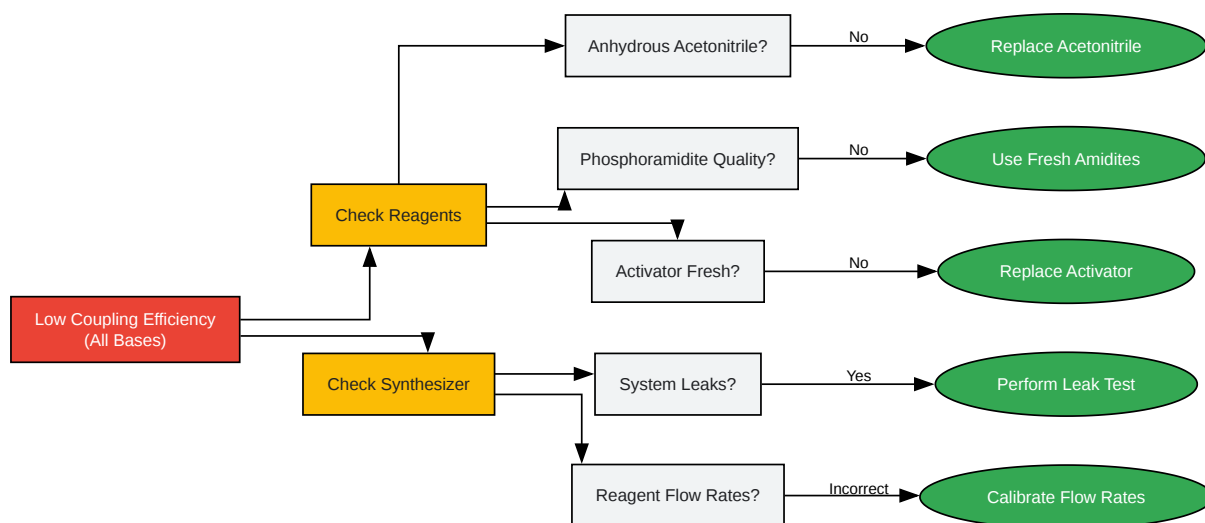 Anhydrous Acetonitrile?
No
Replace Acetonitrile
Phosphoramidite Quality?
No
Use Fresh Amidites
Check Reagents
Activator Fresh?
No
Replace Activator
Low Coupling Efficiency
(All Bases)
Check Synthesizer
System Leaks?
Yes
Perform Leak Test
Reagent Flow Rates?
Incorrect
Calibrate Flow Rates